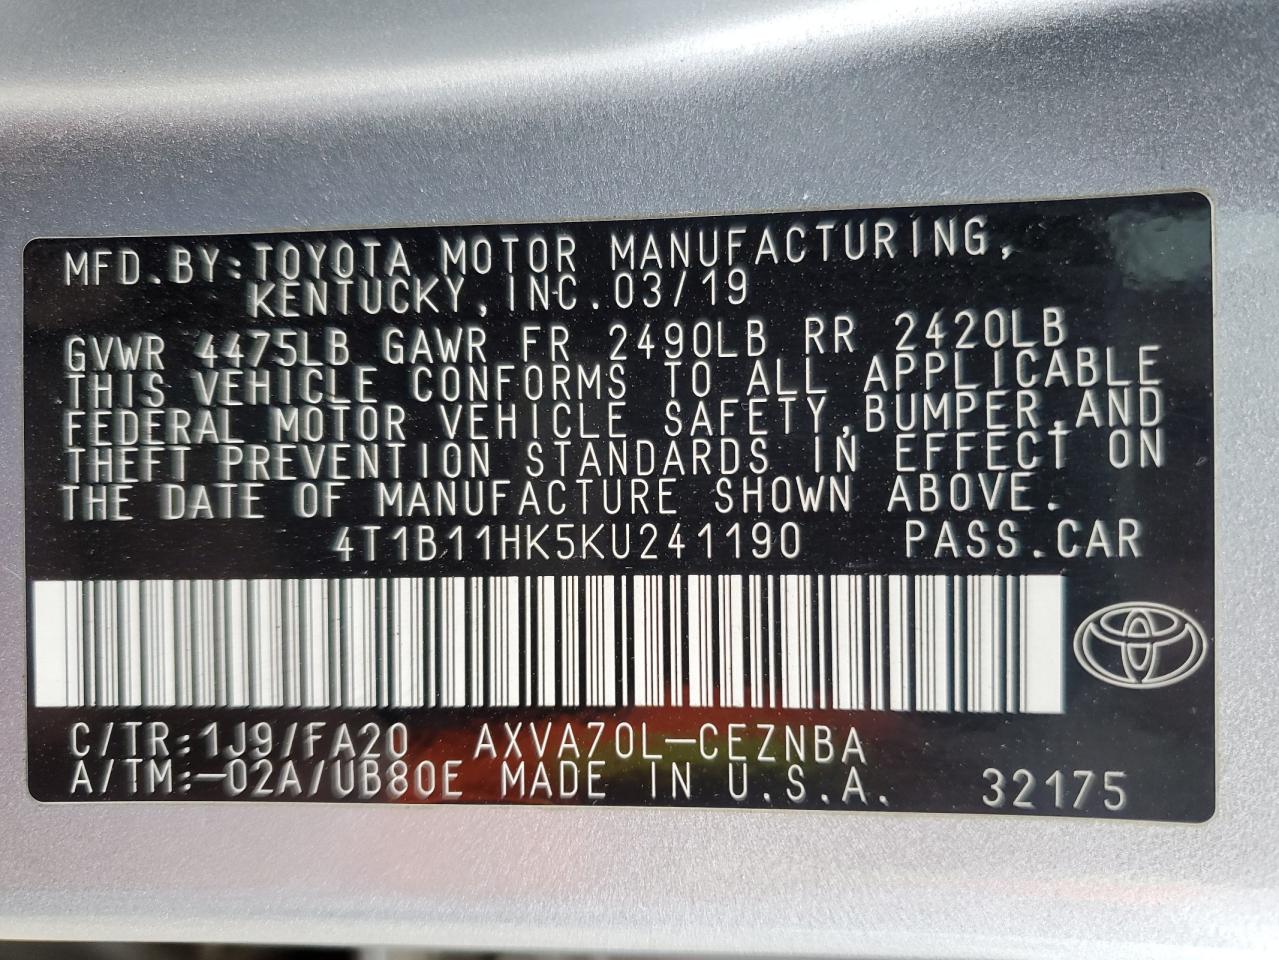 MFD.BY:TOYOTA MOTOR MANUFACTURING,
KENTUCKY,INC.03/19
GVWR 4475LB GAWR FR 2490LB RR 2420LB
THIS VEHICLE CONFORMS TO ALL APPLICABLE
FEDERAL MOTOR VEHICLE SAFETY,BUMPER,AND
THEFT PREVENTION STANDARDS IN EFFECT ON
THE DATE OF MANUFACTURE SHOWN ABOVE.
4T1B11HK5KU241190 PASS.CAR
C/TR:1J9/FA20 AXVA70L-CEZNBA
A/TM:-02A/UB80E MADE IN U.S.A. 32175